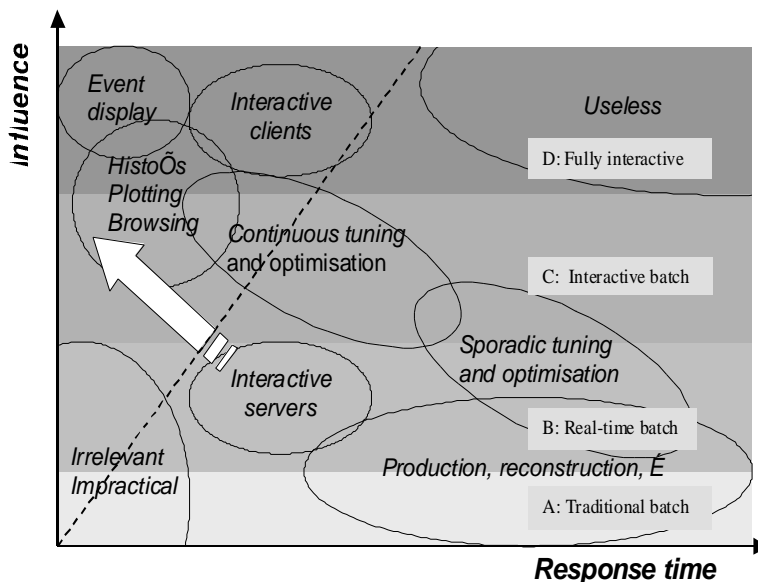 Influence
Event
display
Interactive
clients
Useless
D: Fully interactive
HistoÕs
Plotting
Browsing
Continuous tuning
and optimisation
C: Interactive batch
Sporadic tuning
and optimisation
Interactive
servers
B: Real-time batch
Irrelevant
Impractical
Production, reconstruction, É
A: Traditional batch
Response time